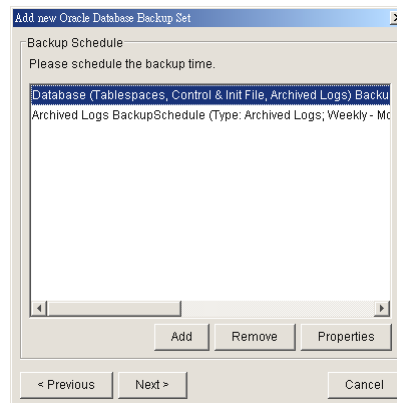 Add new Oracle Database Backup Set
Backup Schedule
Please schedule the backup time.
Database (Tablespaces, Control & Init File, Archived Logs) Backu
Archived Logs BackupSchedule (Type: Archived Logs; Weekly - Mo
Add Remove Properties
< Previous Next > Cancel